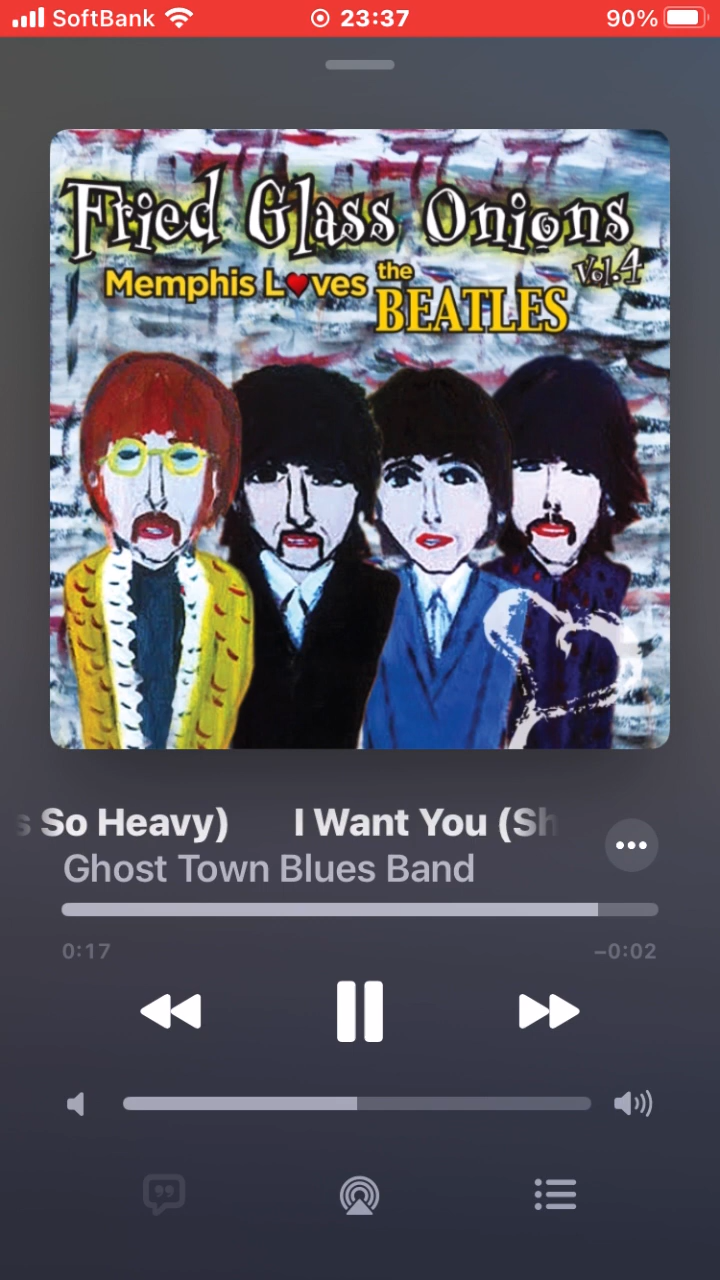 SoftBank 23:37 90%
Fried Glass Onions
Vol.4
Memphis L♥ves the BEATLES
s So Heavy) I Want You (Sh
Ghost Town Blues Band
0:17 −0:02